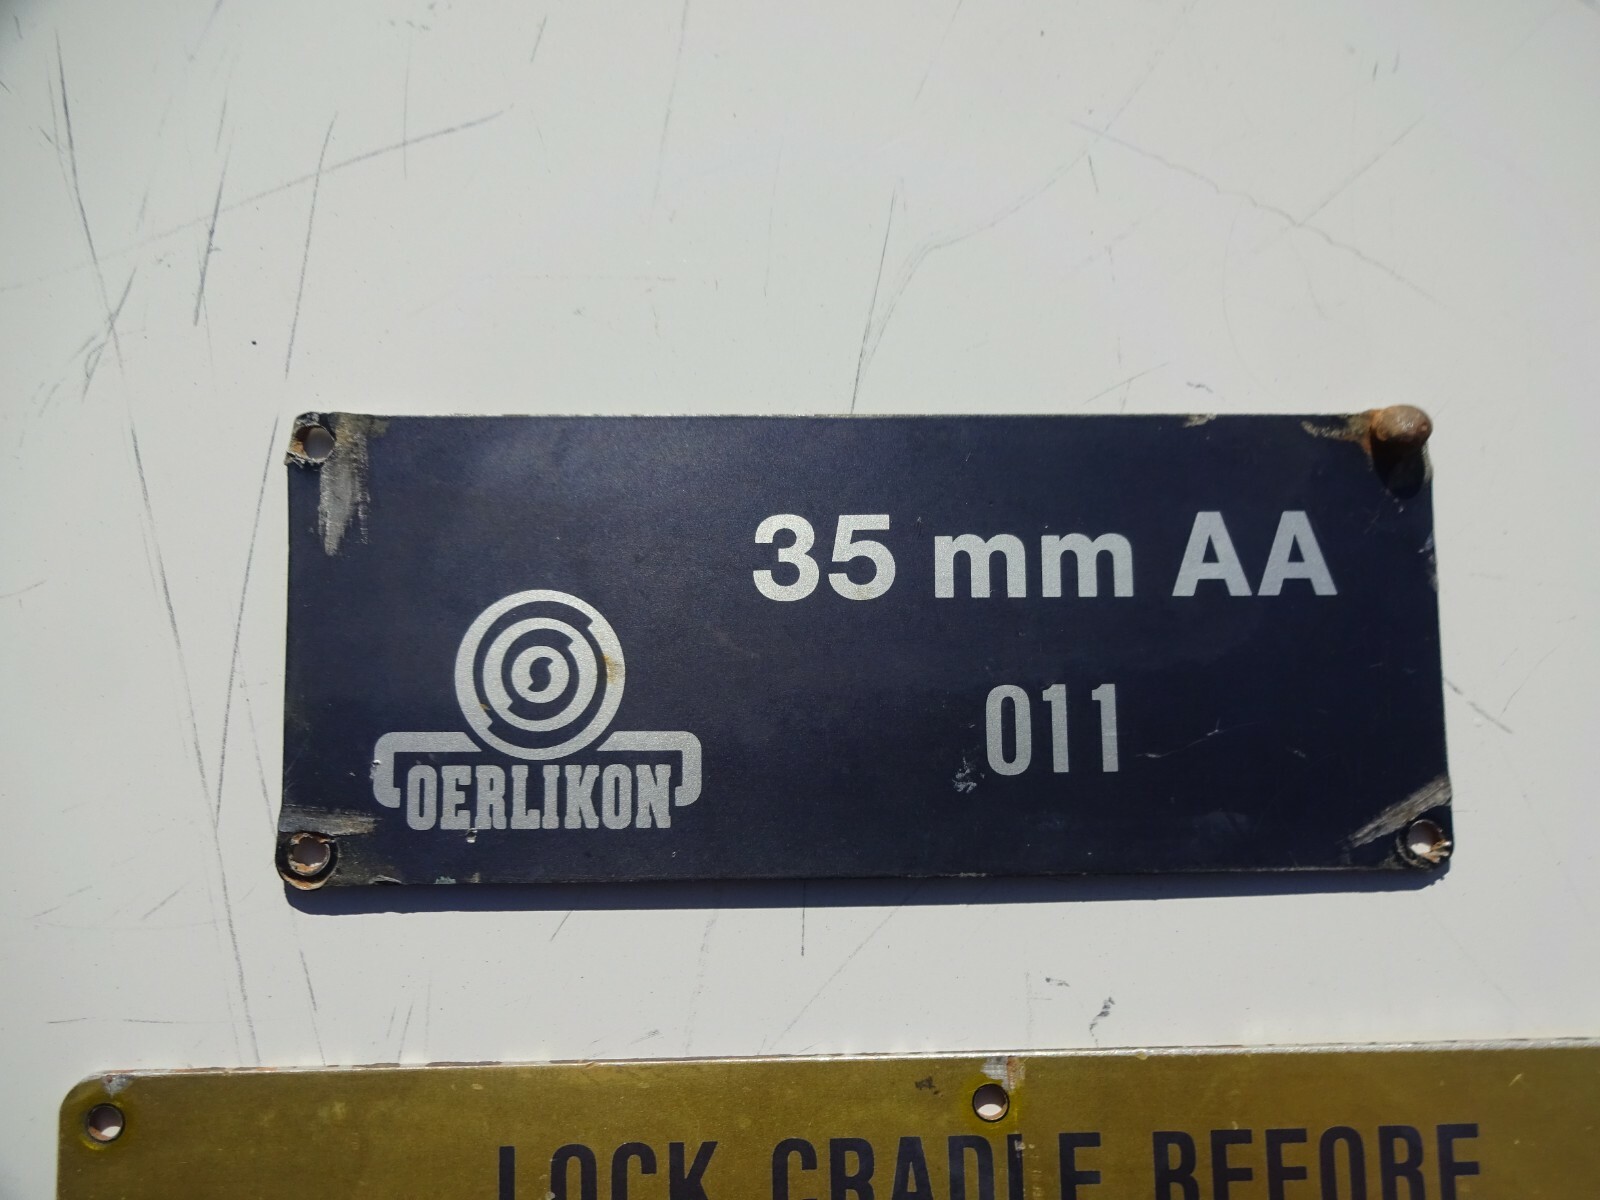 35 mm AA
011
OERLIKON
LOCK CRADLE BEFORE